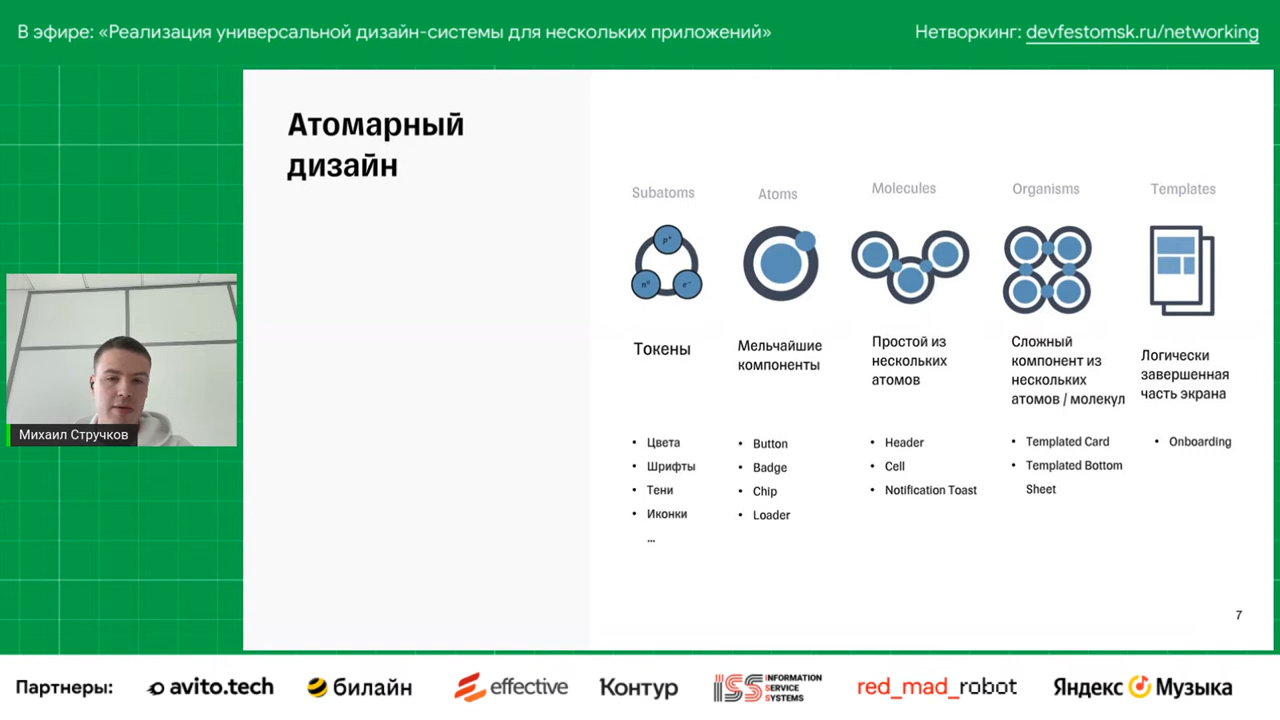 В эфире: «Реализация универсальной дизайн-системы для нескольких приложений»
Нетворкинг: devfestomsk.ru/networking
Атомарный
дизайн
Subatoms
p⁺
n⁰
e⁻
Токены
• Цвета
• Шрифты
• Тени
• Иконки
...
Atoms
Мельчайшие
компоненты
• Button
• Badge
• Chip
• Loader
Molecules
Простой из
нескольких
атомов
• Header
• Cell
• Notification Toast
Organisms
Сложный
компонент из
нескольких
атомов / молекул
• Templated Card
• Templated Bottom
Sheet
Templates
Логически
завершенная
часть экрана
• Onboarding
7
Михаил Стручков
Партнеры:
avito.tech
билайн
effective
Контур
ISS INFORMATION
SERVICE
SYSTEMS
red_mad_robot
Яндекс Музыка